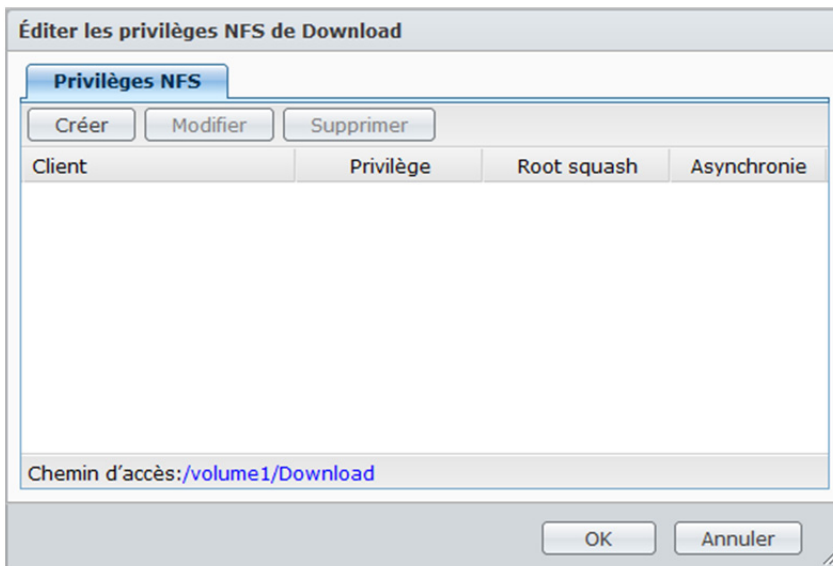 Éditer les privilèges NFS de Download
Privilèges NFS
Créer Modifier Supprimer
Client Privilège Root squash Asynchronie
Chemin d'accès:/volume1/Download
OK Annuler